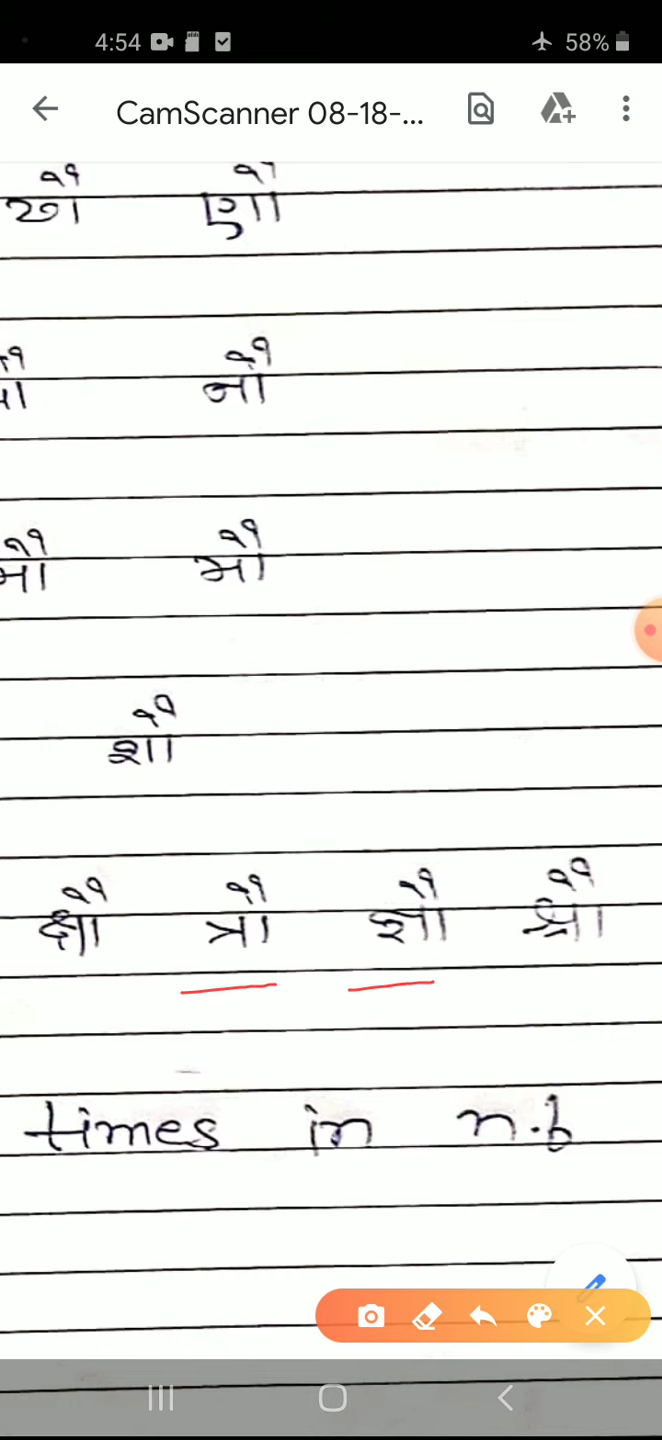 णौ
नौ
भौ मौ
शौ
क्षौ त्रौ ज्ञौ श्रौ
times in n.b
4:54 58%
CamScanner 08-18-...